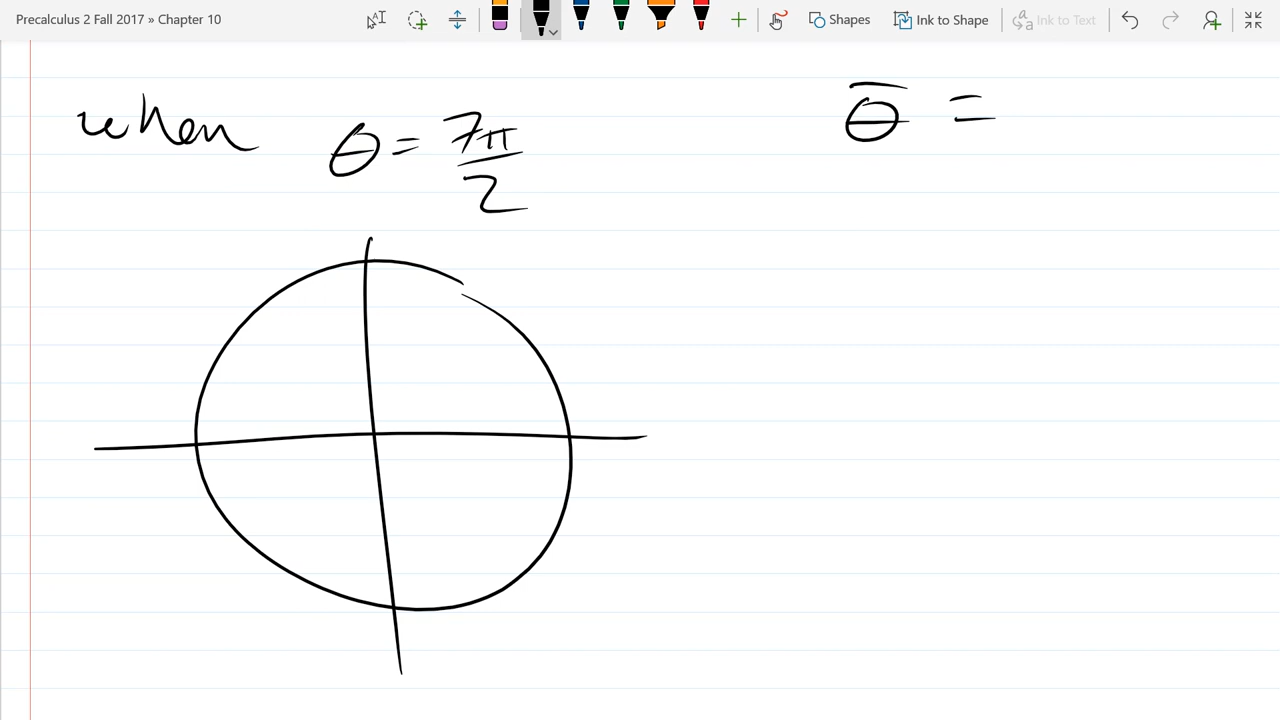 Precalculus 2 Fall 2017 » Chapter 10
Shapes
Ink to Shape
Ink to Text
when θ = 7π/2
θ̅ =